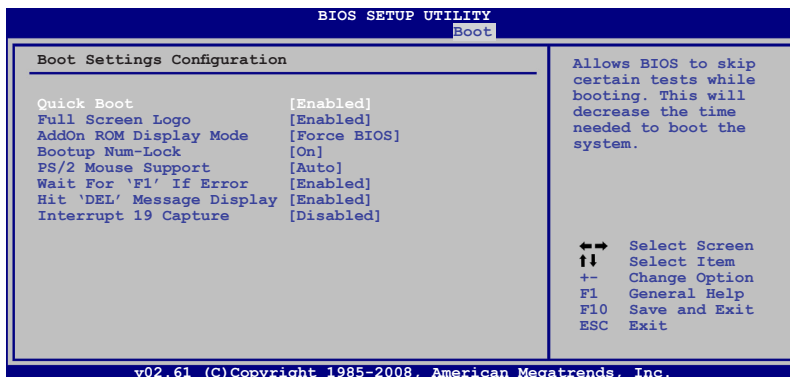 BIOS SETUP UTILITY
Boot
Boot Settings Configuration
Quick Boot [Enabled]
Full Screen Logo [Enabled]
AddOn ROM Display Mode [Force BIOS]
Bootup Num-Lock [On]
PS/2 Mouse Support [Auto]
Wait For ‘F1’ If Error [Enabled]
Hit ‘DEL’ Message Display [Enabled]
Interrupt 19 Capture [Disabled]
Allows BIOS to skip
certain tests while
booting. This will
decrease the time
needed to boot the
system.
←→ Select Screen
↑↓ Select Item
+- Change Option
F1 General Help
F10 Save and Exit
ESC Exit
v02.61 (C)Copyright 1985-2008, American Megatrends, Inc.